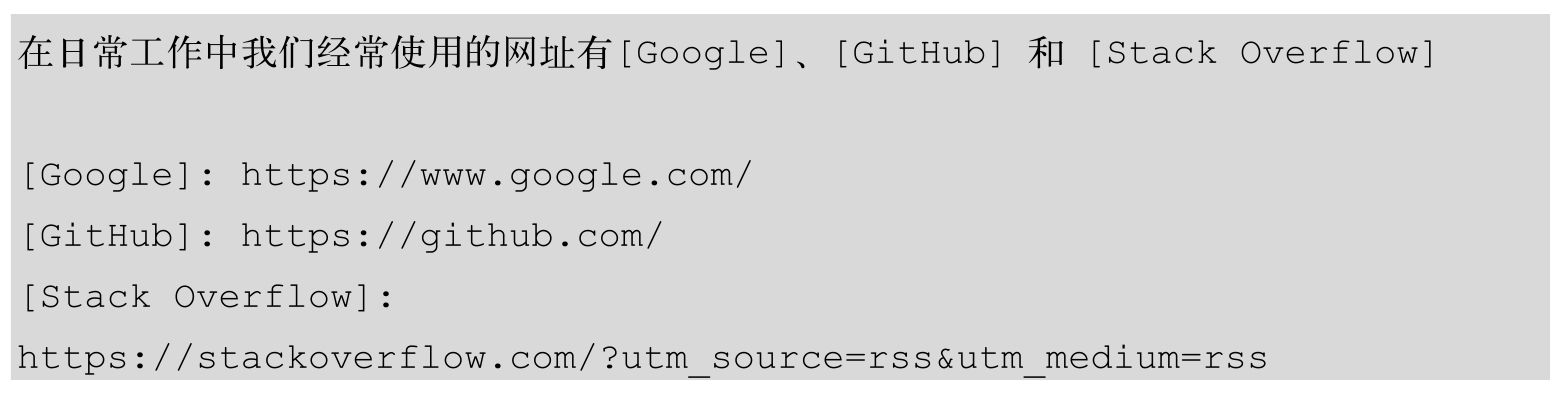 在日常工作中我们经常使用的网址有[Google]、[GitHub] 和 [Stack Overflow]
[Google]: https://www.google.com/
[GitHub]: https://github.com/
[Stack Overflow]:
https://stackoverflow.com/?utm_source=rss&utm_medium=rss